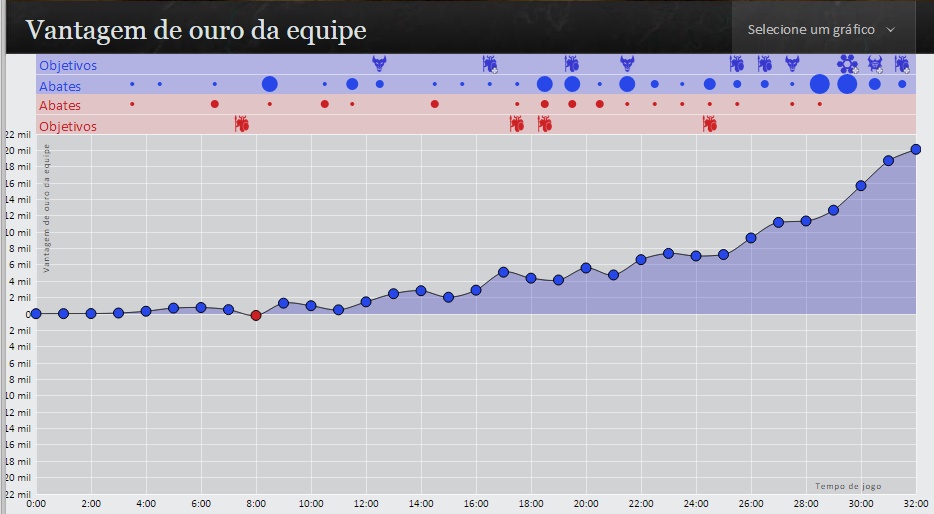 Vantagem de ouro da equipe
Selecione um gráfico
Objetivos
Abates
Abates
Objetivos
22 mil
20 mil
18 mil
16 mil
14 mil
12 mil
10 mil
8 mil
6 mil
4 mil
2 mil
0
2 mil
4 mil
6 mil
8 mil
10 mil
12 mil
14 mil
16 mil
18 mil
20 mil
22 mil
Vantagem de ouro da equipe
Tempo de jogo
0:00 2:00 4:00 6:00 8:00 10:00 12:00 14:00 16:00 18:00 20:00 22:00 24:00 26:00 28:00 30:00 32:00